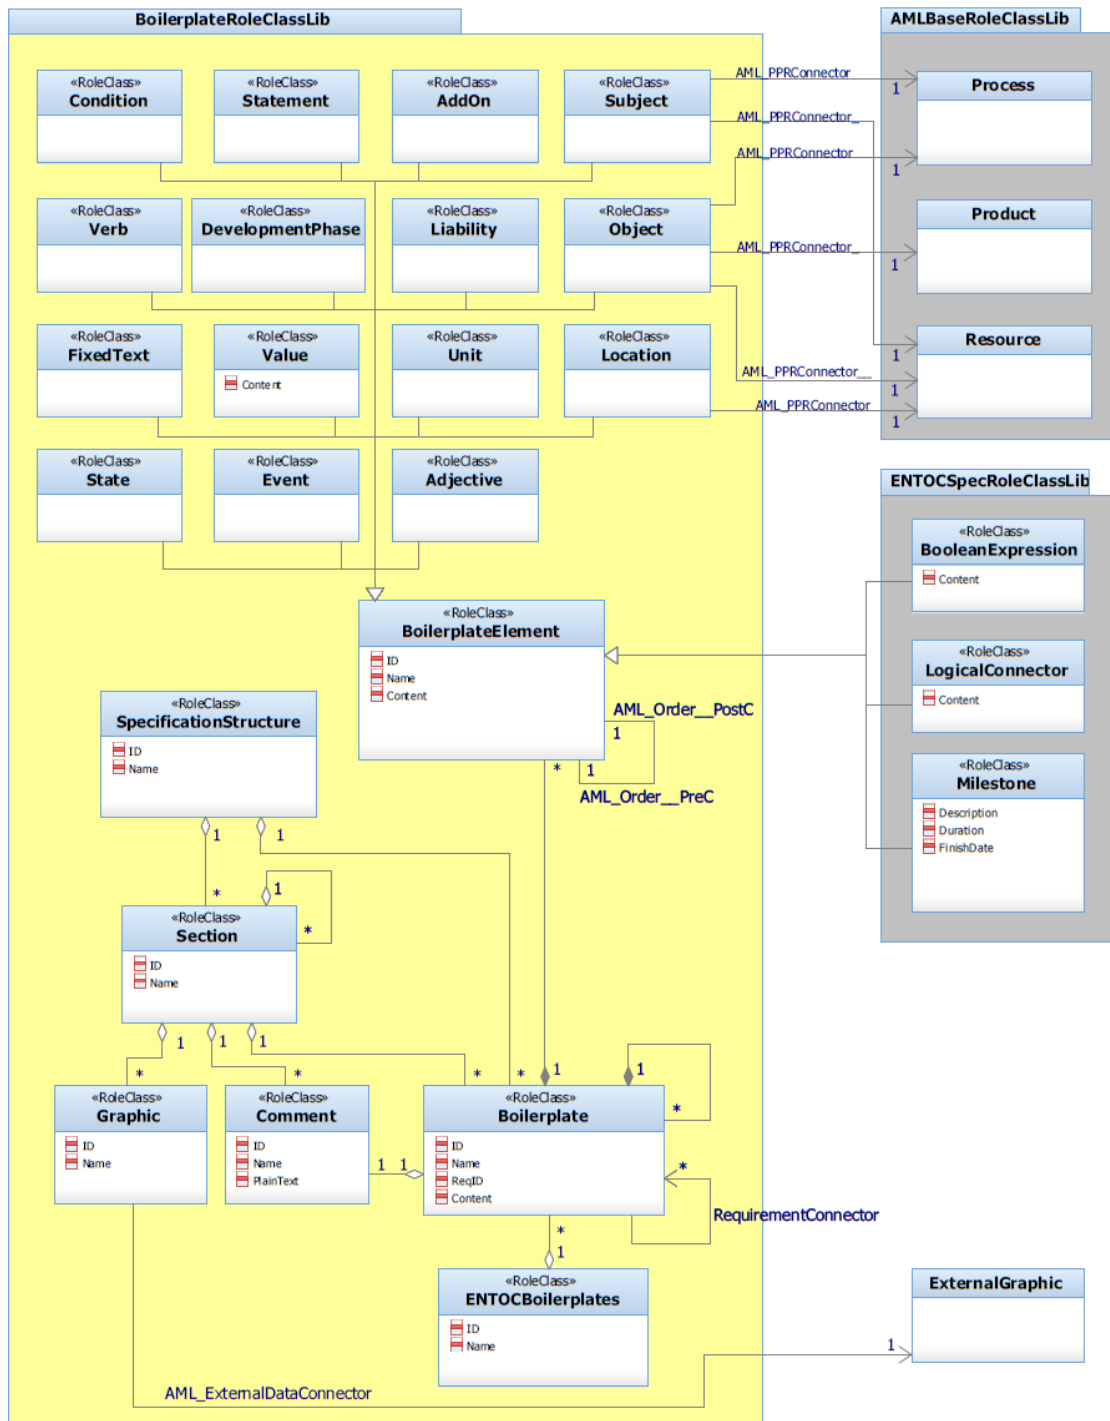 BoilerplateRoleClassLib
AMLBaseRoleClassLib
«RoleClass»
Condition
«RoleClass»
Statement
«RoleClass»
AddOn
«RoleClass»
Subject
AML_PPRConnector
1
Process
AML_PPRConnector_
AML_PPRConnector
1
«RoleClass»
Verb
«RoleClass»
DevelopmentPhase
«RoleClass»
Liability
«RoleClass»
Object
Product
AML_PPRConnector_
1
«RoleClass»
FixedText
«RoleClass»
Value
Content
«RoleClass»
Unit
«RoleClass»
Location
Resource
1
AML_PPRConnector__
1
AML_PPRConnector
1
«RoleClass»
State
«RoleClass»
Event
«RoleClass»
Adjective
ENTOCSpecRoleClassLib
«RoleClass»
BooleanExpression
Content
«RoleClass»
BoilerplateElement
ID
Name
Content
«RoleClass»
LogicalConnector
Content
AML_Order__PostC
1
*
1
AML_Order__PreC
«RoleClass»
Milestone
Description
Duration
FinishDate
«RoleClass»
SpecificationStructure
ID
Name
1
1
*
1
*
«RoleClass»
Section
ID
Name
1
1
1
*
*
*
*
1
1
*
«RoleClass»
Graphic
ID
Name
«RoleClass»
Comment
ID
Name
PlainText
1
1
«RoleClass»
Boilerplate
ID
Name
ReqID
Content
*
RequirementConnector
*
1
«RoleClass»
ENTOCBoilerplates
ID
Name
ExternalGraphic
1
AML_ExternalDataConnector